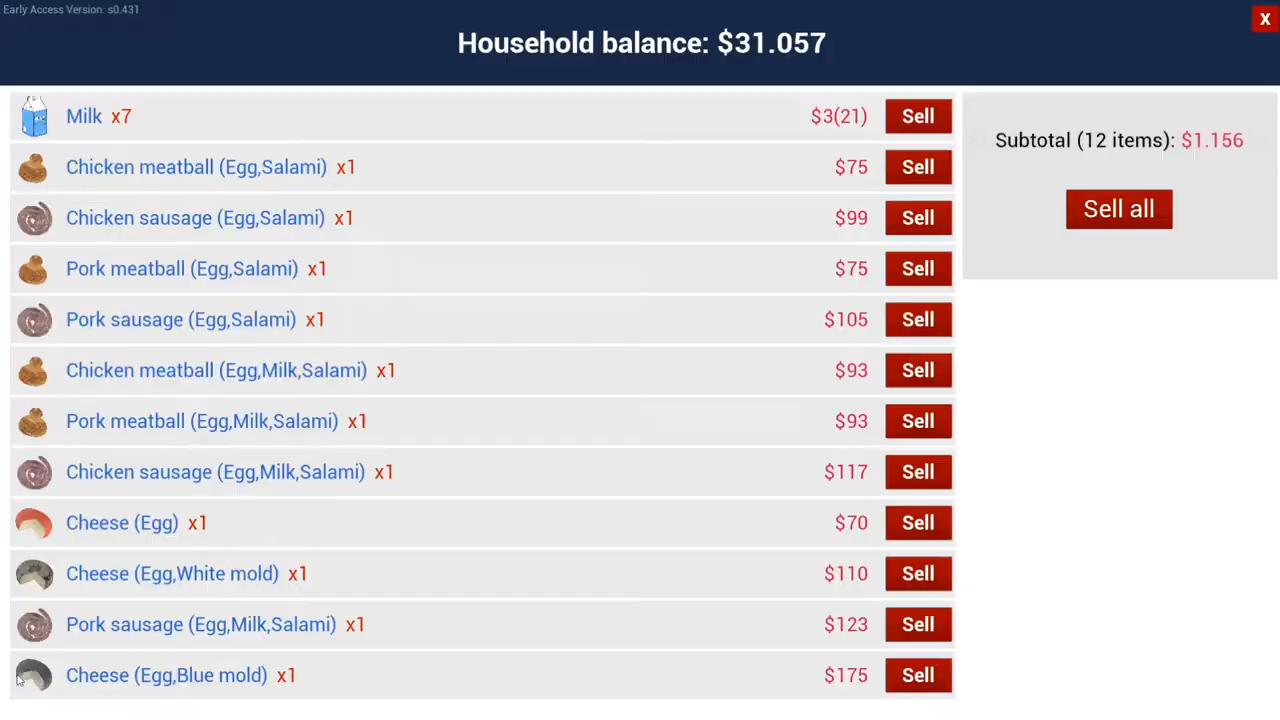 Early Access Version: s0.431
X
Household balance: $31.057
Milk x7 $3(21) Sell
Chicken meatball (Egg,Salami) x1 $75 Sell
Chicken sausage (Egg,Salami) x1 $99 Sell
Pork meatball (Egg,Salami) x1 $75 Sell
Pork sausage (Egg,Salami) x1 $105 Sell
Chicken meatball (Egg,Milk,Salami) x1 $93 Sell
Pork meatball (Egg,Milk,Salami) x1 $93 Sell
Chicken sausage (Egg,Milk,Salami) x1 $117 Sell
Cheese (Egg) x1 $70 Sell
Cheese (Egg,White mold) x1 $110 Sell
Pork sausage (Egg,Milk,Salami) x1 $123 Sell
Cheese (Egg,Blue mold) x1 $175 Sell
Subtotal (12 items): $1.156
Sell all